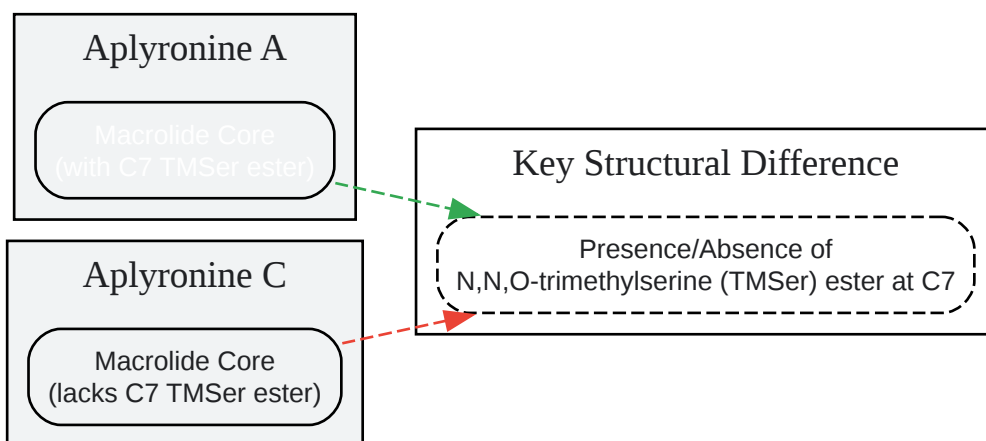 Aplyronine A
Macrolide Core
(with C7 TMSer ester)
Key Structural Difference
Presence/Absence of
N,N,O-trimethylserine (TMSer) ester at C7
Aplyronine C
Macrolide Core
(lacks C7 TMSer ester)